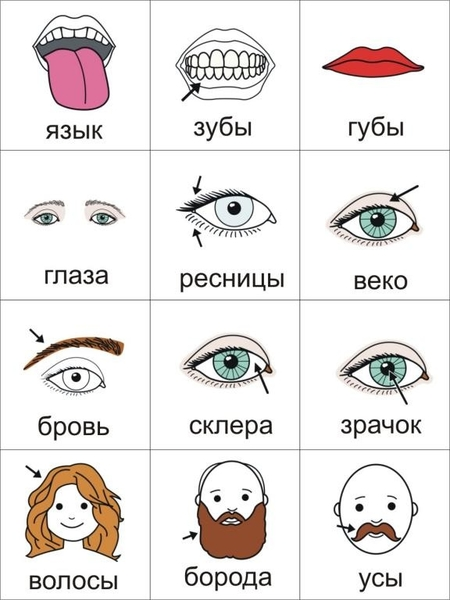 язык
зубы
губы
глаза
ресницы
веко
бровь
склера
зрачок
волосы
борода
усы